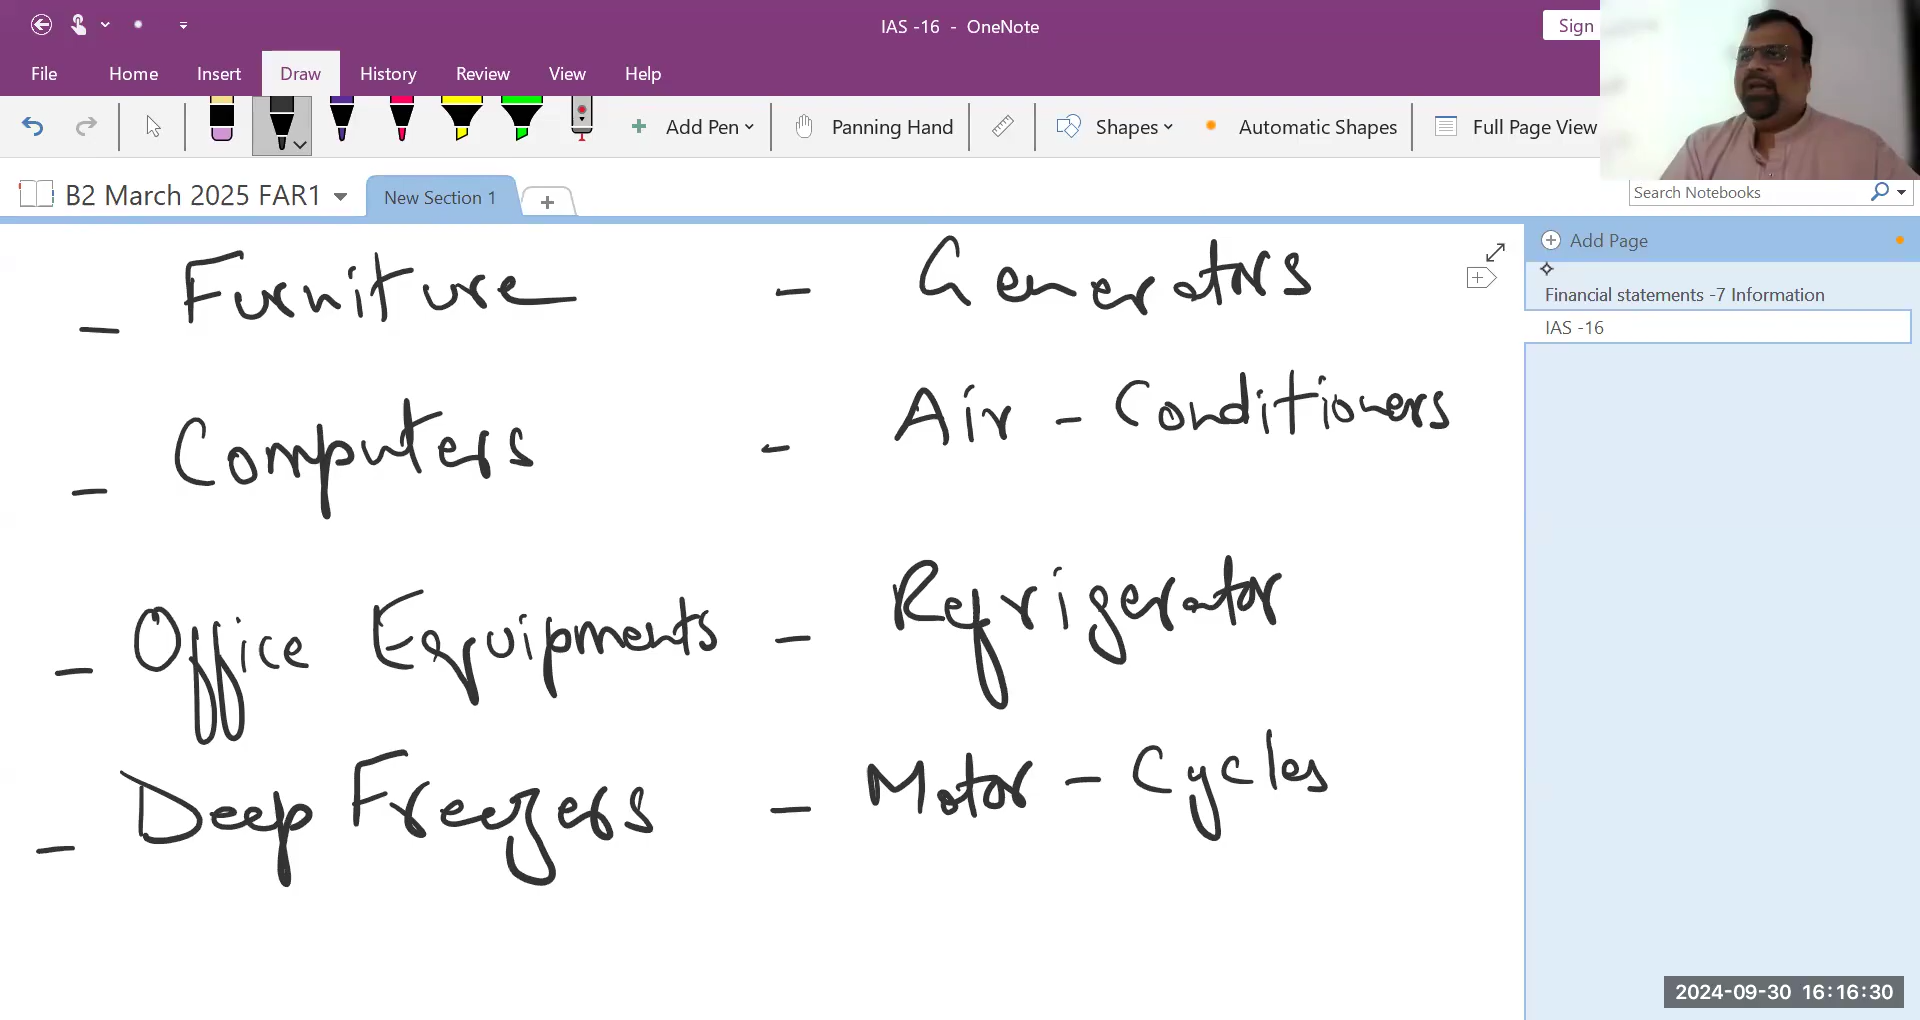 IAS -16 - OneNote
Sign
File Home Insert Draw History Review View Help
Add Pen Panning Hand Shapes Automatic Shapes Full Page View
B2 March 2025 FAR1 New Section 1
Search Notebooks
Add Page
Financial statements -7 Information
IAS -16
- Furniture - Generators
- Computers - Air - Conditioners
- Office Equipments - Refrigerator
- Deep Freezers - Motor - Cycles
2024-09-30 16:16:30